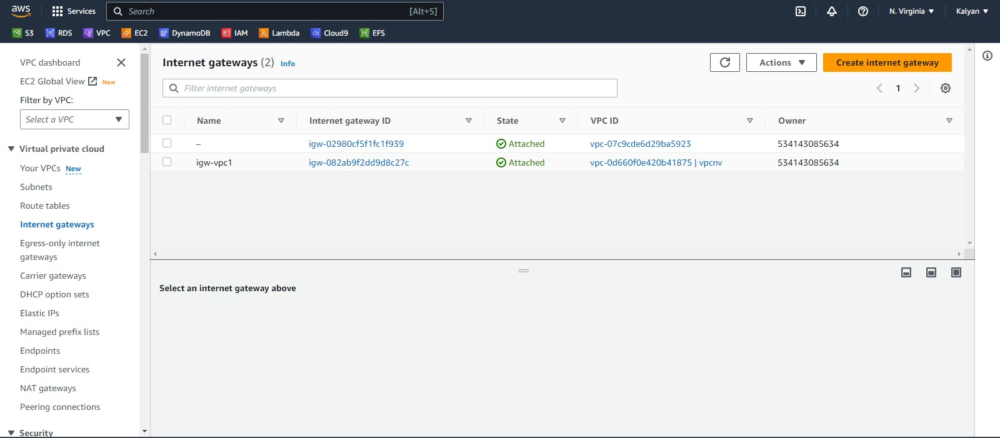 aws Services Search [Alt+S] N. Virginia Kalyan
S3 RDS VPC EC2 DynamoDB IAM Lambda Cloud9 EFS
VPC dashboard
EC2 Global View New
Filter by VPC:
Select a VPC
Virtual private cloud
Your VPCs New
Subnets
Route tables
Internet gateways
Egress-only internet
gateways
Carrier gateways
DHCP option sets
Elastic IPs
Managed prefix lists
Endpoints
Endpoint services
NAT gateways
Peering connections
Security
Internet gateways (2) Info
Actions
Create internet gateway
Filter internet gateways
1
Name Internet gateway ID State VPC ID Owner
– igw-02980cf5f1fc1f939 Attached vpc-07c9cde6d29ba5923 534143085634
igw-vpc1 igw-082ab9f2dd9d8c27c Attached vpc-0d660f0e420b41875 | vpcnv 534143085634
Select an internet gateway above